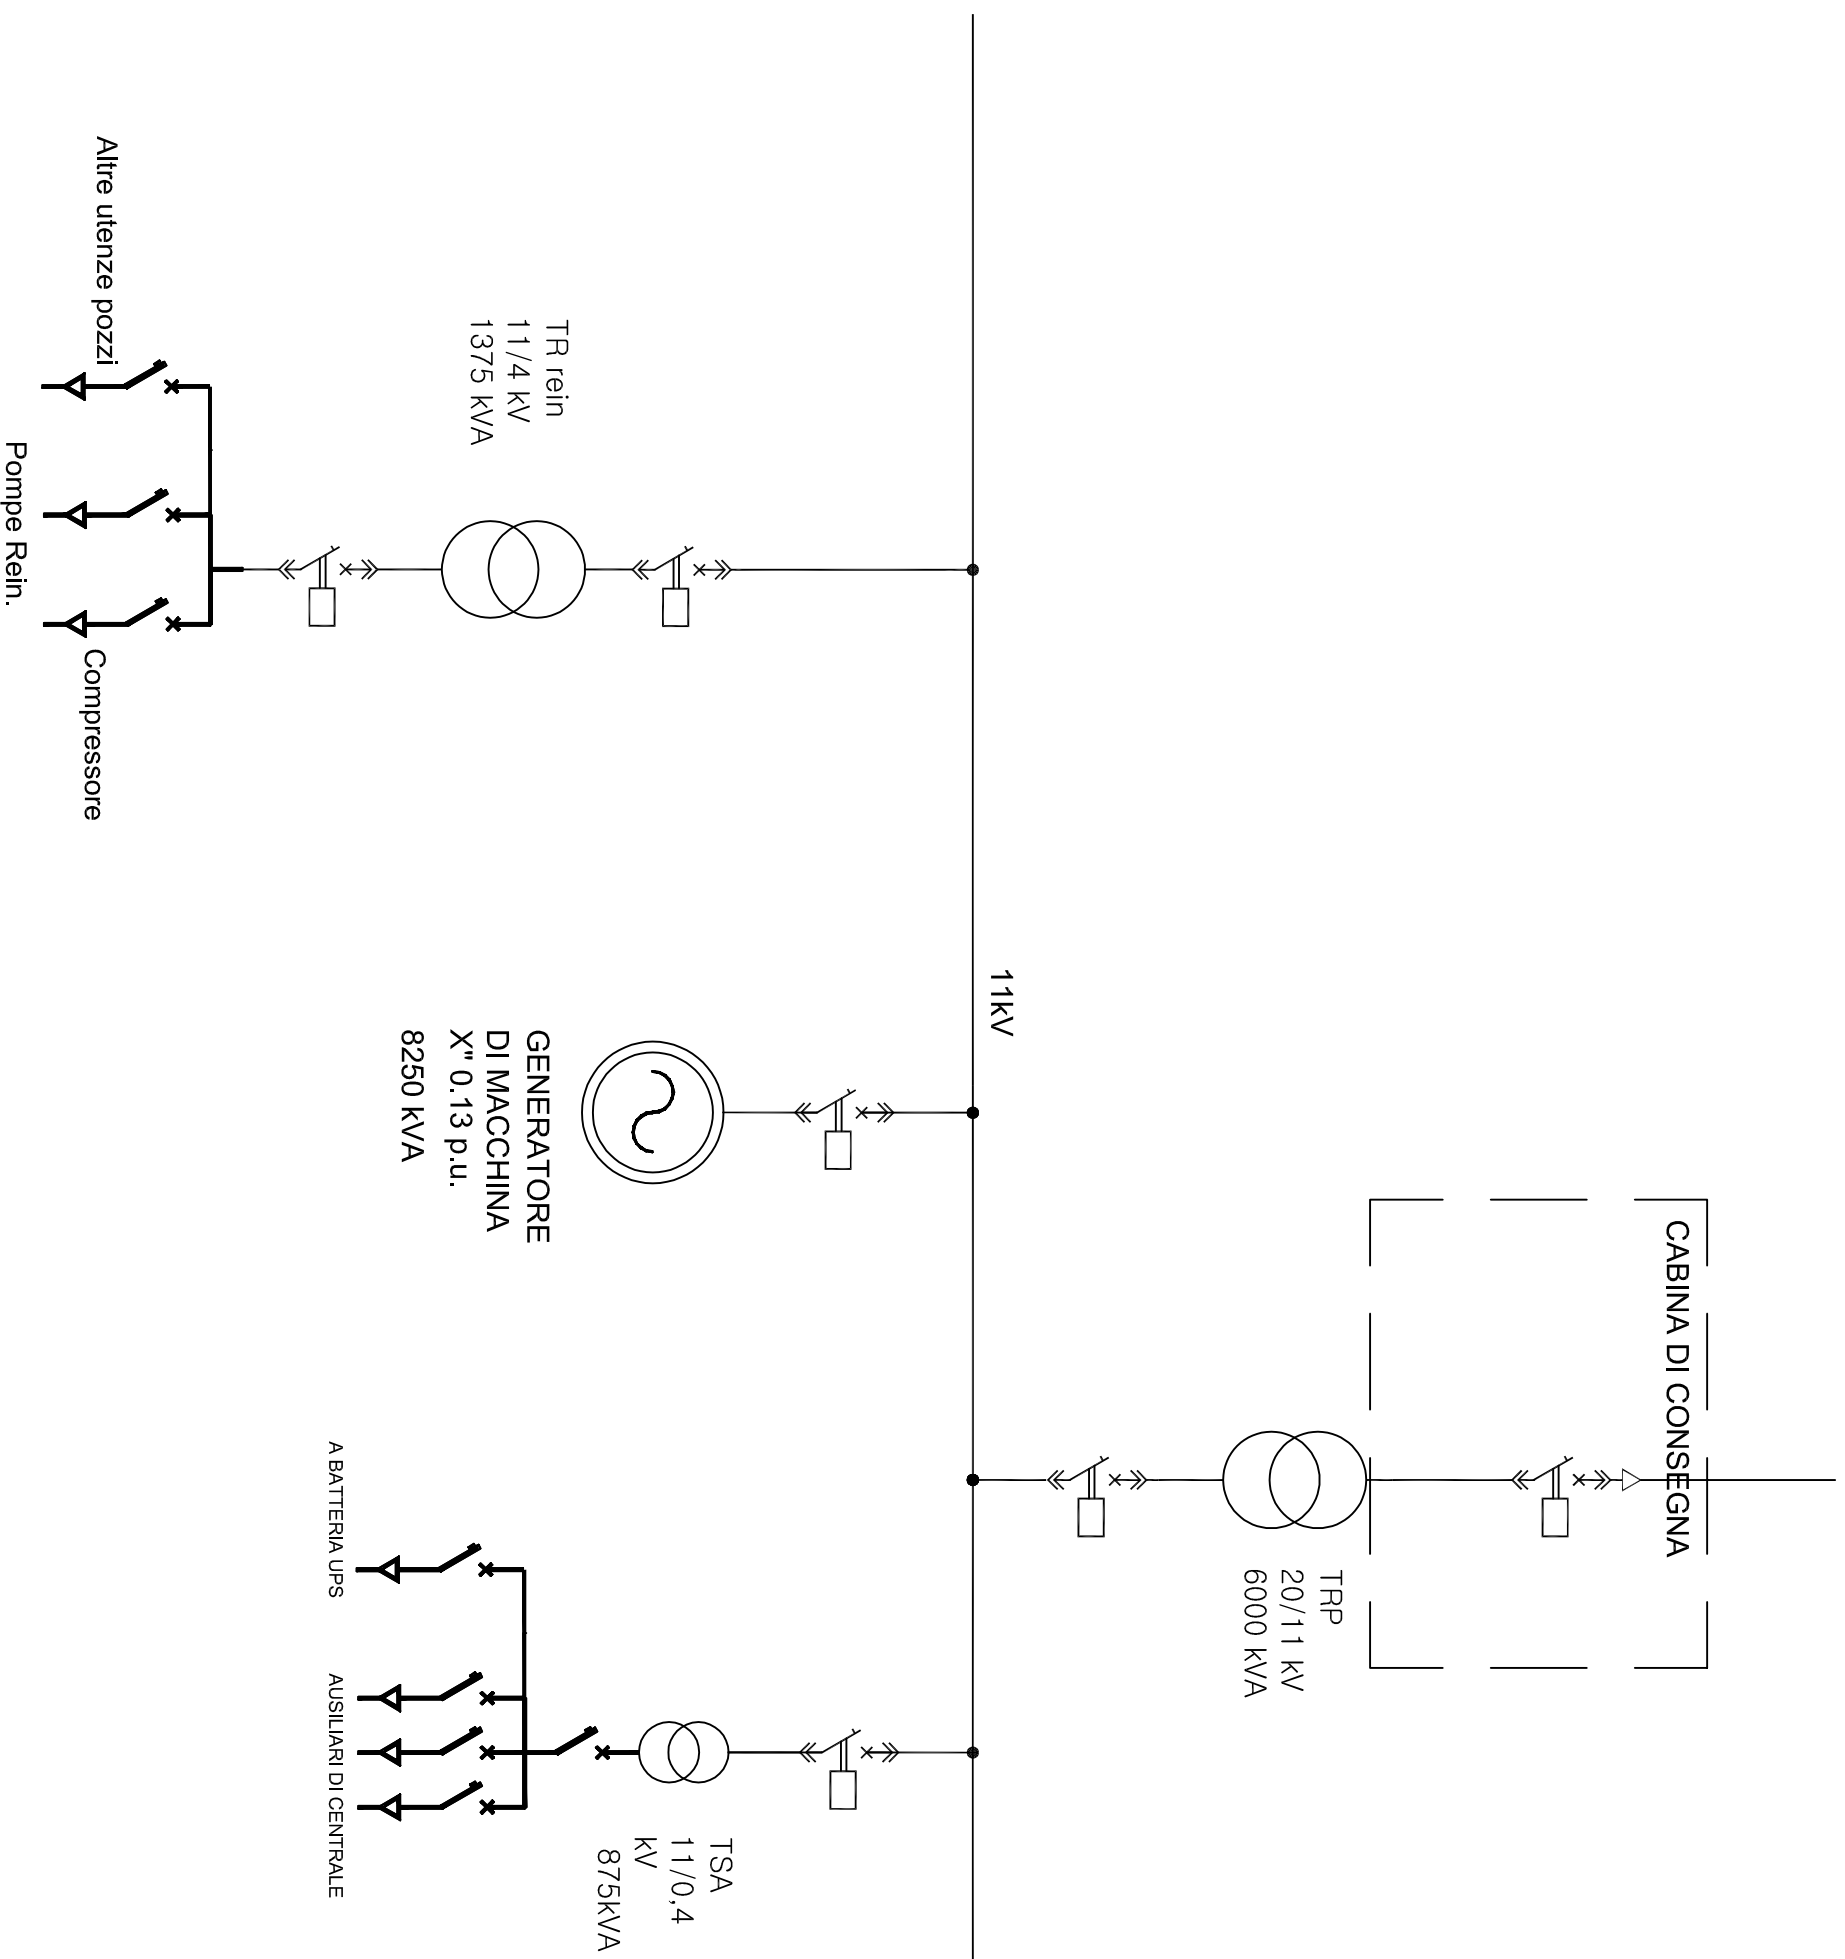 CABINA DI CONSEGNA
TRP
20/11 kV
6000 kVA
11kV
TR rein
11/4 kV
1375 kVA
GENERATORE
DI MACCHINA
X" 0.13 p.u.
8250 kVA
TSA
11/0,4
kV
875kVA
Altre utenze pozzi
Pompe Rein.
Compressore
A BATTERIA UPS
AUSILIARI DI CENTRALE